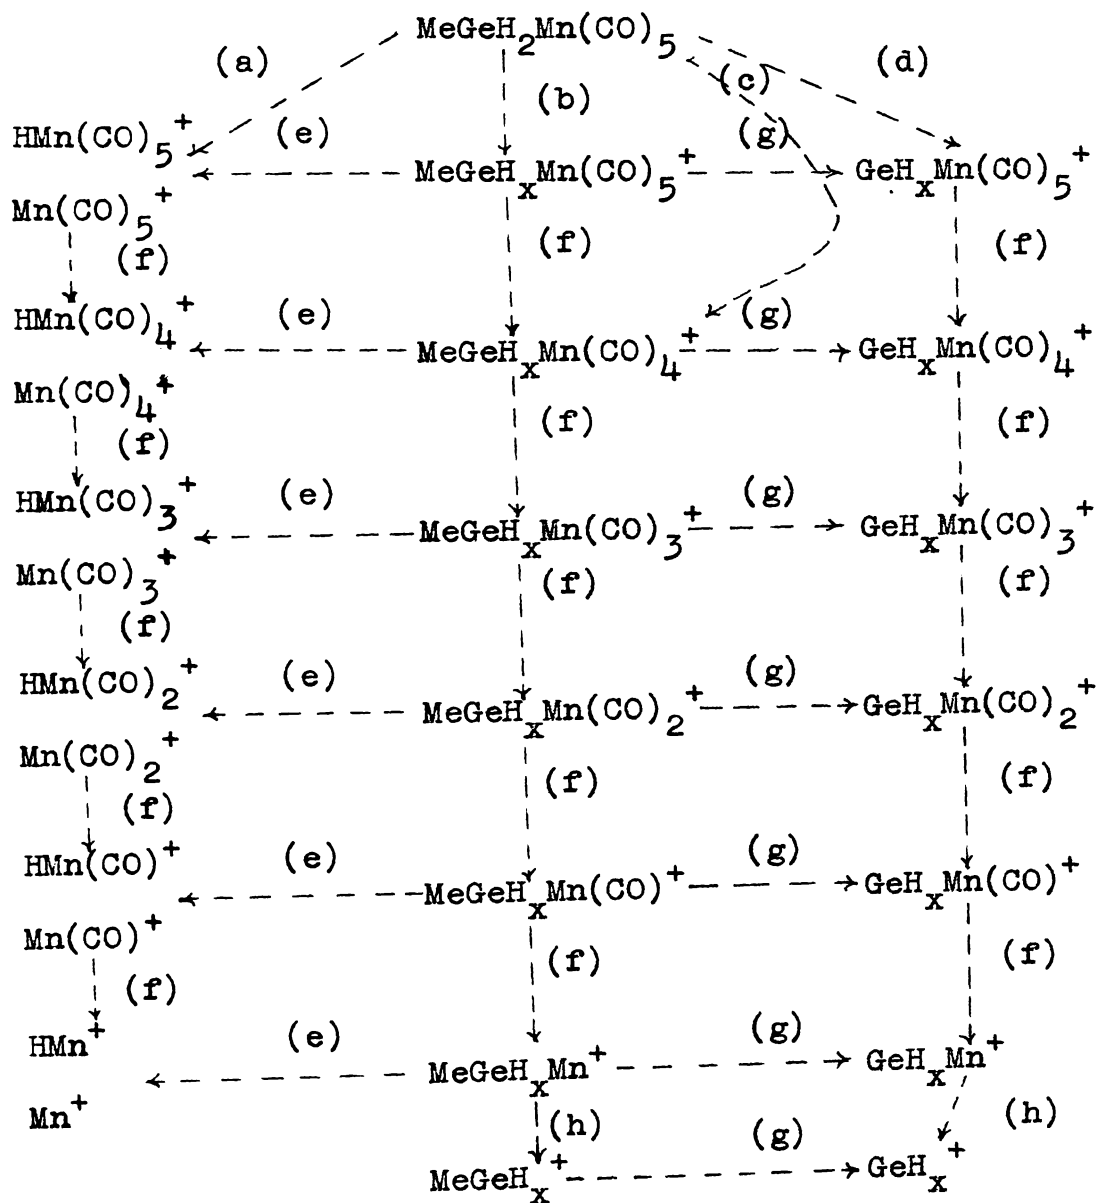 MeGeH₂Mn(CO)₅
(a) (c) (d)
(b)
HMn(CO)₅⁺ (e) (g)
MeGeHₓMn(CO)₅⁺ GeHₓMn(CO)₅⁺
Mn(CO)₅⁺
(f) (f) (f)
HMn(CO)₄⁺ (e) (g)
MeGeHₓMn(CO)₄⁺ GeHₓMn(CO)₄⁺
Mn(CO)₄⁺
(f) (f) (f)
HMn(CO)₃⁺ (e) (g)
MeGeHₓMn(CO)₃⁺ GeHₓMn(CO)₃⁺
Mn(CO)₃⁺
(f) (f) (f)
HMn(CO)₂⁺ (e) (g)
MeGeHₓMn(CO)₂⁺ GeHₓMn(CO)₂⁺
Mn(CO)₂⁺
(f) (f) (f)
HMn(CO)⁺ (e) (g)
MeGeHₓMn(CO)⁺ GeHₓMn(CO)⁺
Mn(CO)⁺
(f) (f) (f)
HMn⁺ (e) (g)
MeGeHₓMn⁺ GeHₓMn⁺
Mn⁺
(h) (g) (h)
MeGeHₓ⁺ GeHₓ⁺